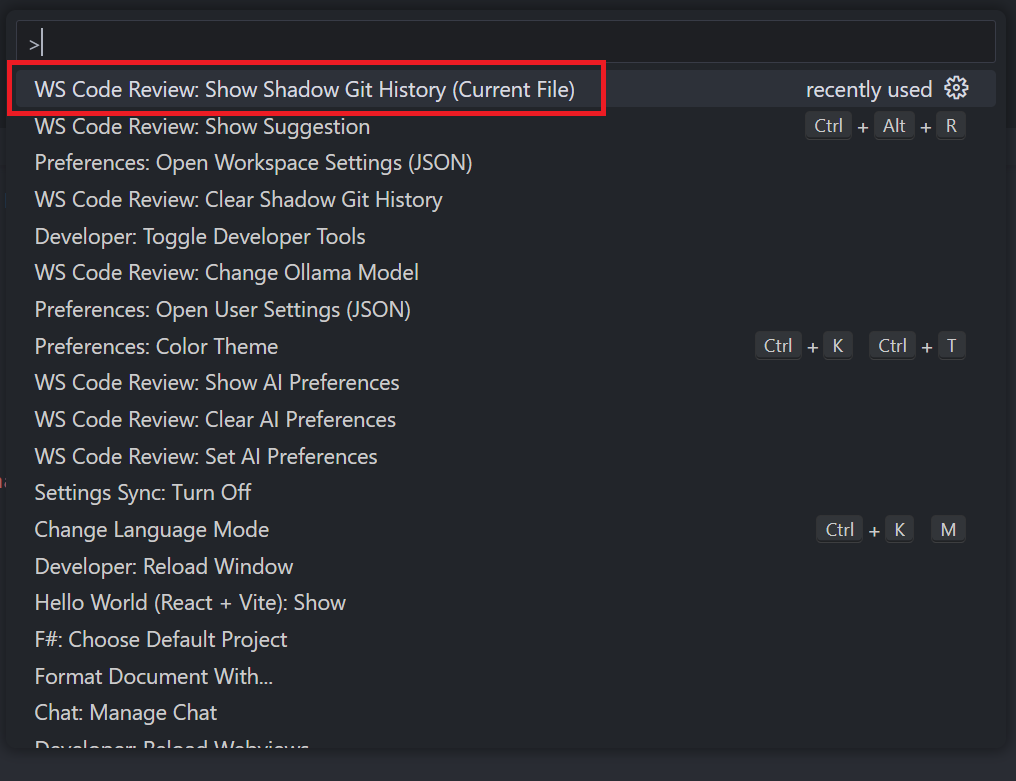 >
WS Code Review: Show Shadow Git History (Current File) recently used
WS Code Review: Show Suggestion Ctrl + Alt + R
Preferences: Open Workspace Settings (JSON)
WS Code Review: Clear Shadow Git History
Developer: Toggle Developer Tools
WS Code Review: Change Ollama Model
Preferences: Open User Settings (JSON)
Preferences: Color Theme Ctrl + K Ctrl + T
WS Code Review: Show AI Preferences
WS Code Review: Clear AI Preferences
WS Code Review: Set AI Preferences
Settings Sync: Turn Off
Change Language Mode Ctrl + K M
Developer: Reload Window
Hello World (React + Vite): Show
F#: Choose Default Project
Format Document With...
Chat: Manage Chat
Developer: Reload Webviews